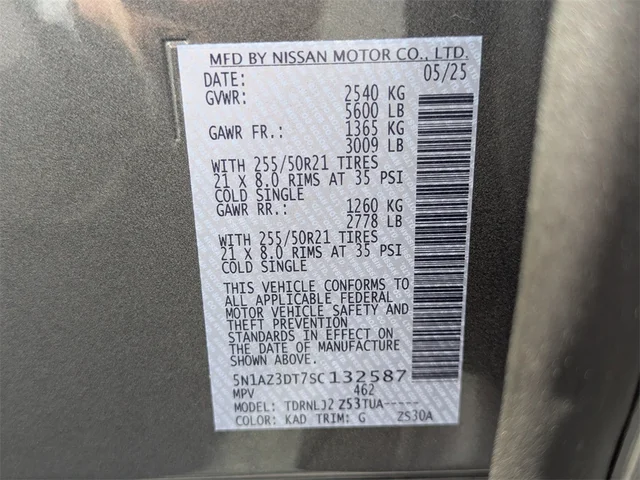 MFD BY NISSAN MOTOR CO., LTD.
DATE: 05/25
GVWR: 2540 KG
5600 LB
GAWR FR.: 1365 KG
3009 LB
WITH 255/50R21 TIRES
21 X 8.0 RIMS AT 35 PSI
COLD SINGLE
GAWR RR.: 1260 KG
2778 LB
WITH 255/50R21 TIRES
21 X 8.0 RIMS AT 35 PSI
COLD SINGLE
THIS VEHICLE CONFORMS TO
ALL APPLICABLE FEDERAL
MOTOR VEHICLE SAFETY AND
THEFT PREVENTION
STANDARDS IN EFFECT ON
THE DATE OF MANUFACTURE
SHOWN ABOVE.
5N1AZ3DT7SC132587
MPV 462
MODEL: TDRNLJ2 Z53TUA-----
COLOR: KAD TRIM: G ZS30A